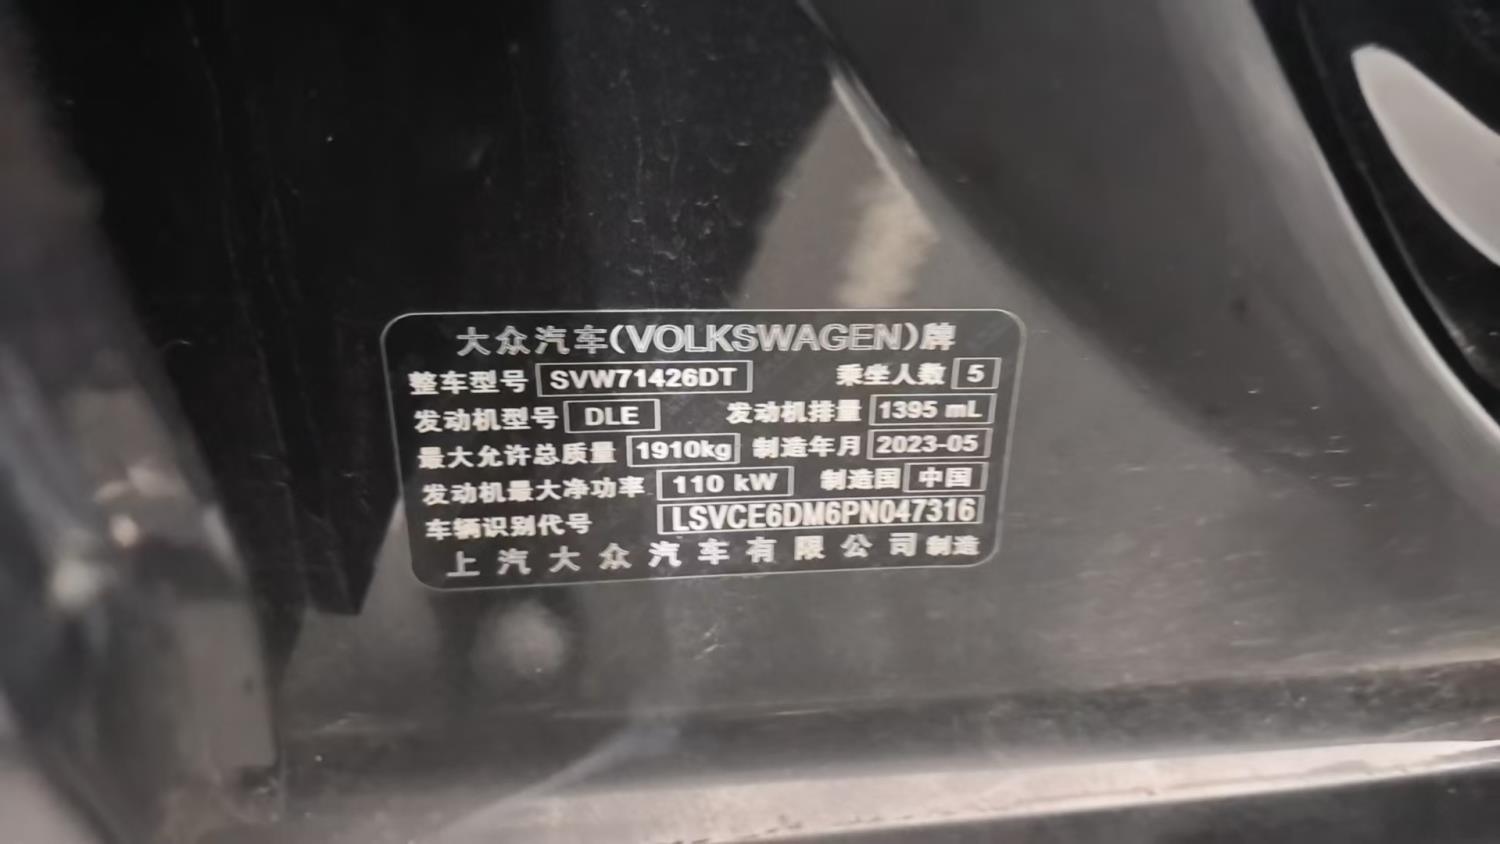 大众汽车(VOLKSWAGEN)牌
整车型号 SVW71426DT 乘坐人数 5
发动机型号 DLE 发动机排量 1395 mL
最大允许总质量 1910kg 制造年月 2023-05
发动机最大净功率 110 kW 制造国 中国
车辆识别代号 LSVCE6DM6PN047316
上汽大众汽车有限公司制造